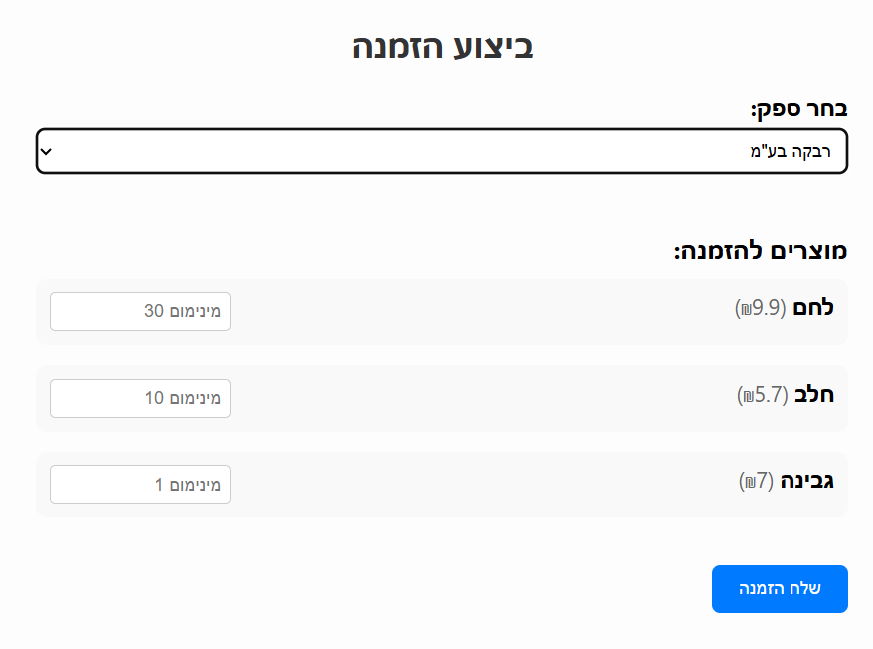 ביצוע הזמנה
בחר ספק:
רבקה בע"מ
מוצרים להזמנה:
לחם (₪9.9)
מינימום 30
חלב (₪5.7)
מינימום 10
גבינה (₪7)
מינימום 1
שלח הזמנה